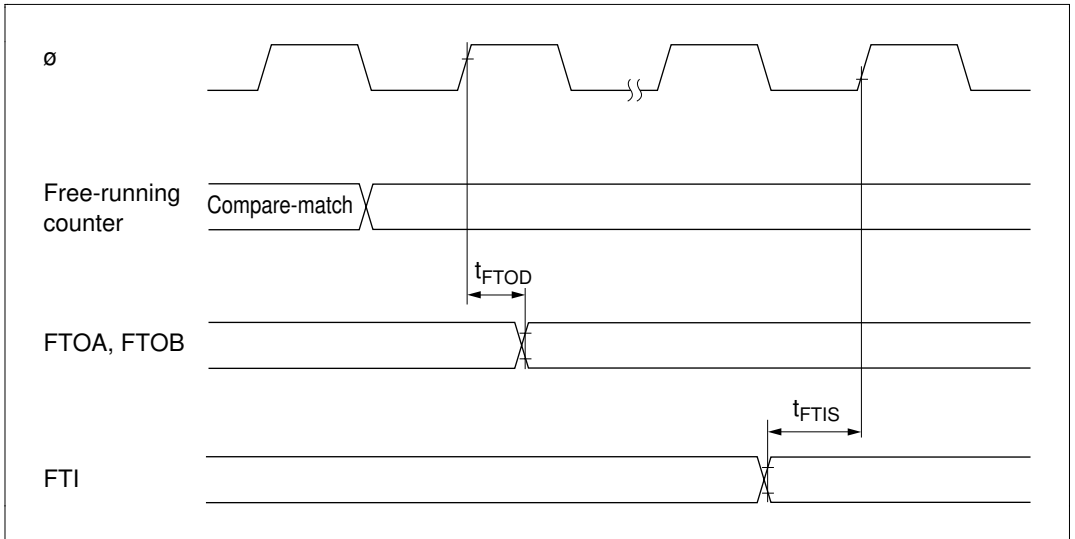 ø
Free-running
counter
Compare-match
tFTOD
FTOA, FTOB
tFTIS
FTI